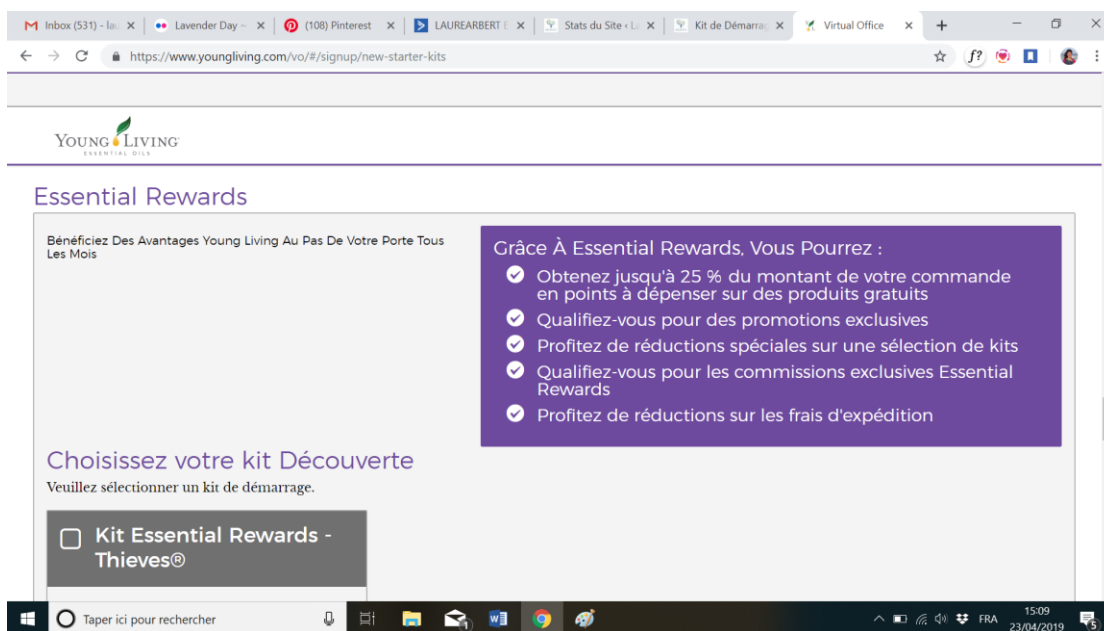 Inbox (531) - lau
Lavender Day ~
(108) Pinterest
LAUREARBERT E
Stats du Site ‹ L
Kit de Démarrag
Virtual Office
https://www.youngliving.com/vo/#/signup/new-starter-kits
f?
YOUNG LIVING
ESSENTIAL OILS
Essential Rewards
Bénéficiez Des Avantages Young Living Au Pas De Votre Porte Tous
Les Mois
Grâce À Essential Rewards, Vous Pourrez :
Obtenez jusqu'à 25 % du montant de votre commande
en points à dépenser sur des produits gratuits
Qualifiez-vous pour des promotions exclusives
Profitez de réductions spéciales sur une sélection de kits
Qualifiez-vous pour les commissions exclusives Essential
Rewards
Profitez de réductions sur les frais d'expédition
Choisissez votre kit Découverte
Veuillez sélectionner un kit de démarrage.
Kit Essential Rewards -
Thieves®
Taper ici pour rechercher
FRA
15:09
23/04/2019
5